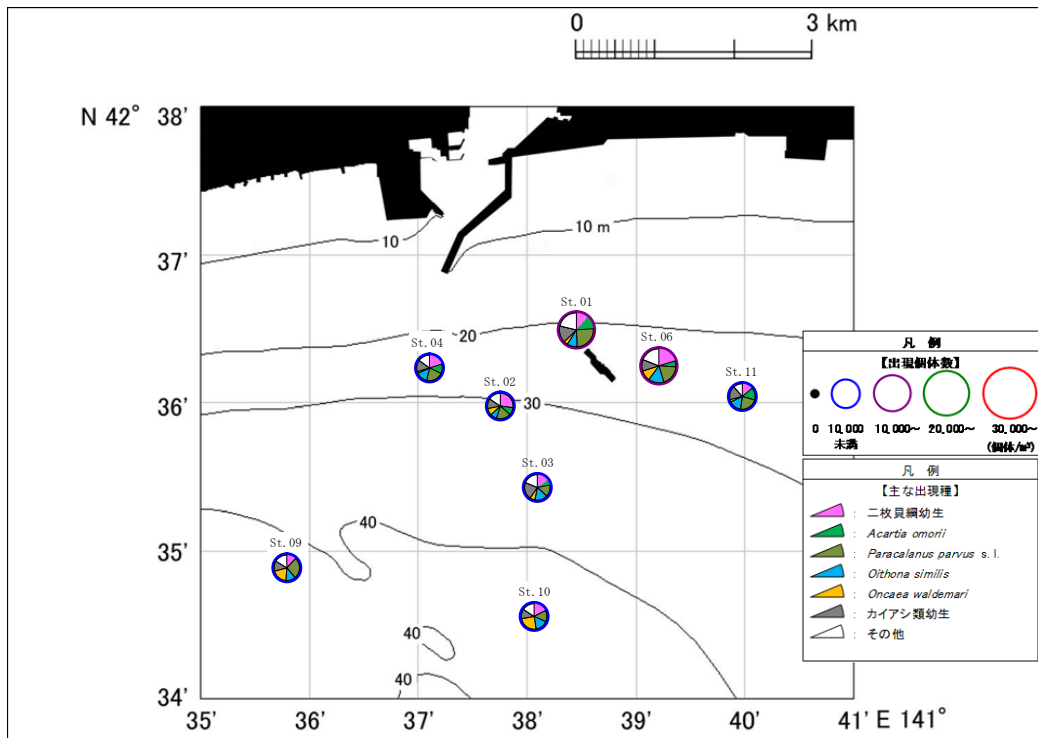 0 3 km
N 42° 38'
10
10 m
37'
St.01
20
St.04
St.06
凡 例
【出現個体数】
St.11
St.02
36'
30
0 10,000 10,000～ 20,000～ 30,000～
未満 (個体/m³)
St.03
凡 例
【主な出現種】
二枚貝綱幼生
40
: Acartia omorii
St.09
35'
: Paracalanus parvus s.l.
: Oithona similis
St.10
: Oncaea waldemari
: カイアシ類幼生
40
: その他
40
34'
35' 36' 37' 38' 39' 40' 41' E 141°